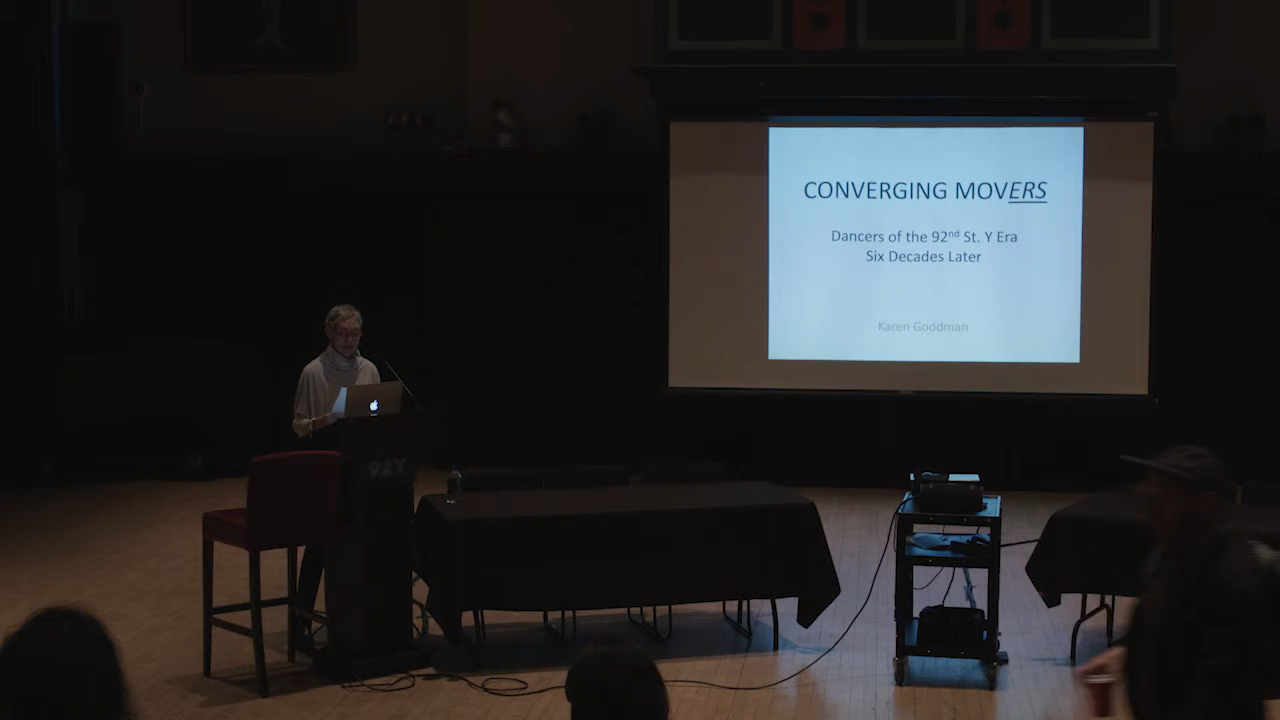 CONVERGING MOVERS
Dancers of the 92nd St. Y Era
Six Decades Later
Karen Goodman
92Y